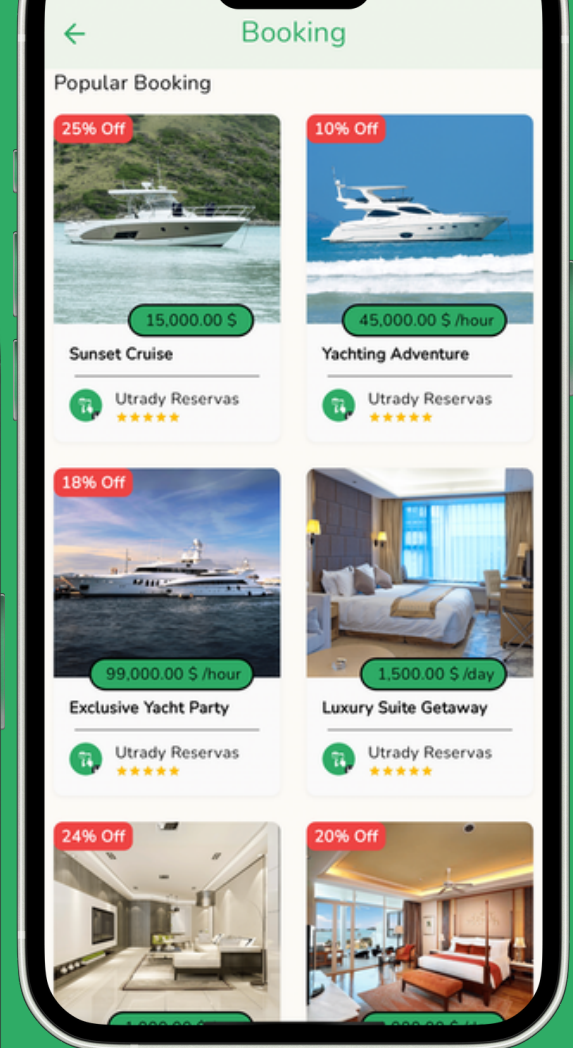 Booking
Popular Booking
25% Off
15,000.00 $
Sunset Cruise
Utrady Reservas
10% Off
45,000.00 $ /hour
Yachting Adventure
Utrady Reservas
18% Off
99,000.00 $ /hour
Exclusive Yacht Party
Utrady Reservas
1,500.00 $ /day
Luxury Suite Getaway
Utrady Reservas
24% Off
20% Off